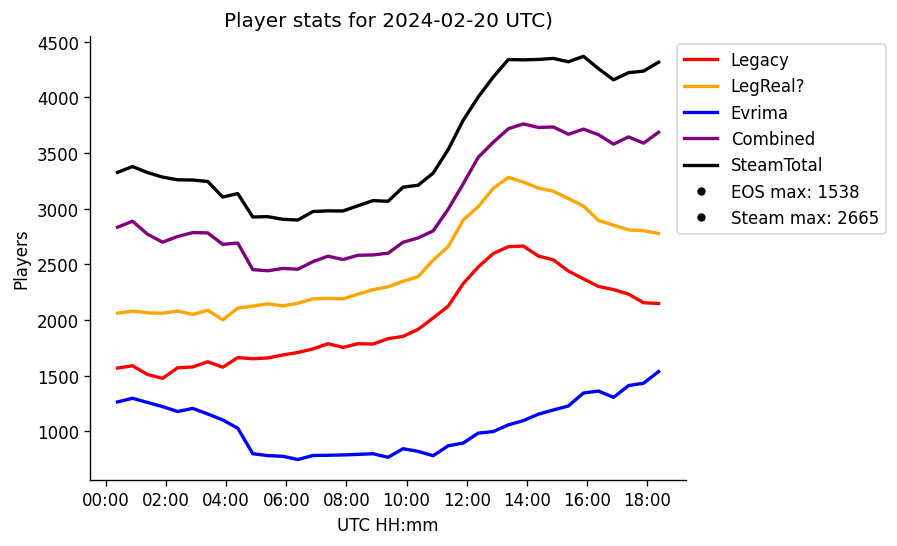 Player stats for 2024-02-20 UTC)
4500
4000
3500
3000
2500
2000
1500
1000
Players
00:00 02:00 04:00 06:00 08:00 10:00 12:00 14:00 16:00 18:00
UTC HH:mm
Legacy
LegReal?
Evrima
Combined
SteamTotal
EOS max: 1538
Steam max: 2665